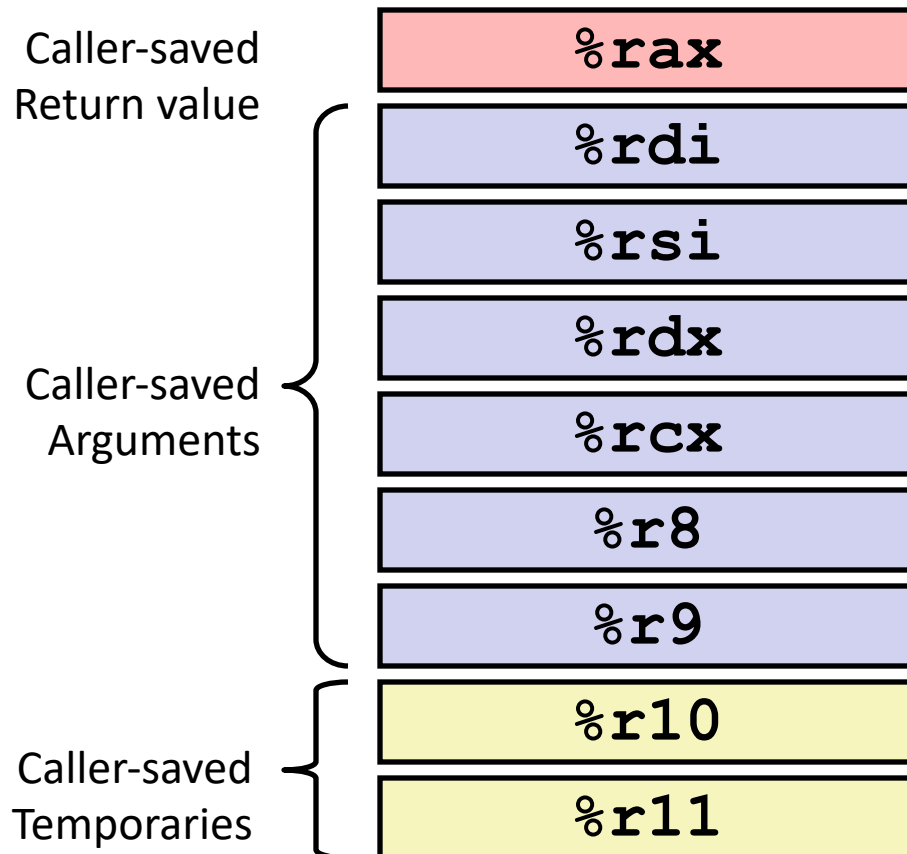 Caller-saved
Return value
%rax
%rdi
%rsi
%rdx
Caller-saved
Arguments
%rcx
%r8
%r9
%r10
Caller-saved
Temporaries
%r11